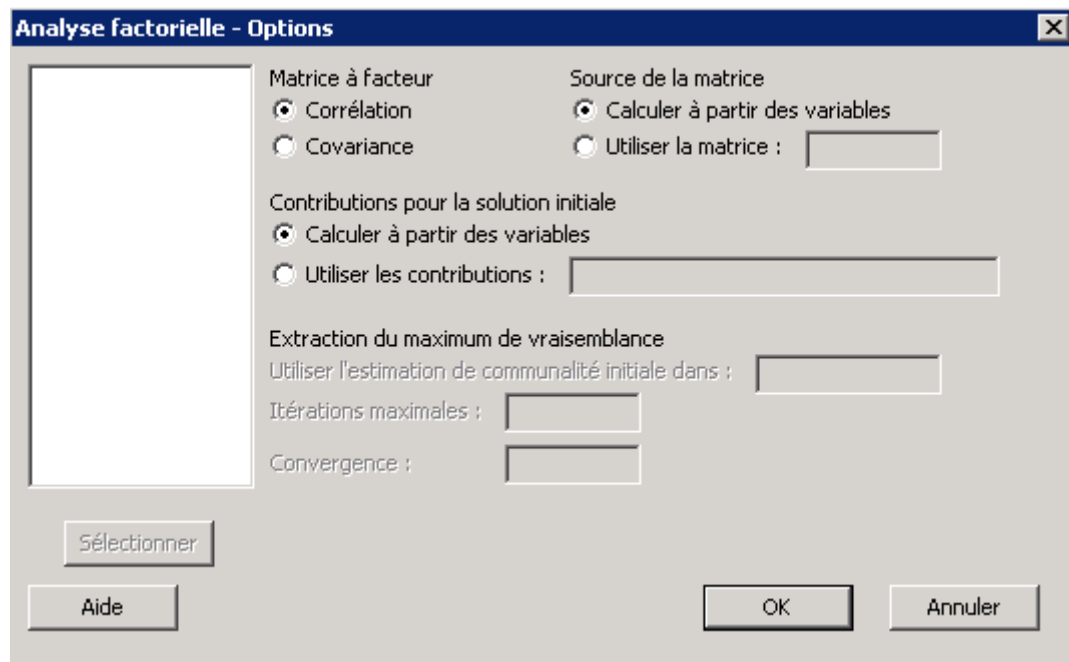 Analyse factorielle - Options
Matrice à facteur
Corrélation
Covariance
Source de la matrice
Calculer à partir des variables
Utiliser la matrice :
Contributions pour la solution initiale
Calculer à partir des variables
Utiliser les contributions :
Extraction du maximum de vraisemblance
Utiliser l'estimation de communalité initiale dans :
Itérations maximales :
Convergence :
Sélectionner
Aide
OK
Annuler